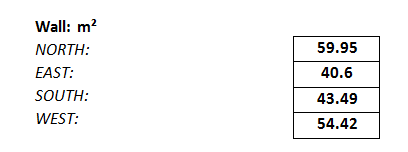 Wall: m²
NORTH: 59.95
EAST: 40.6
SOUTH: 43.49
WEST: 54.42